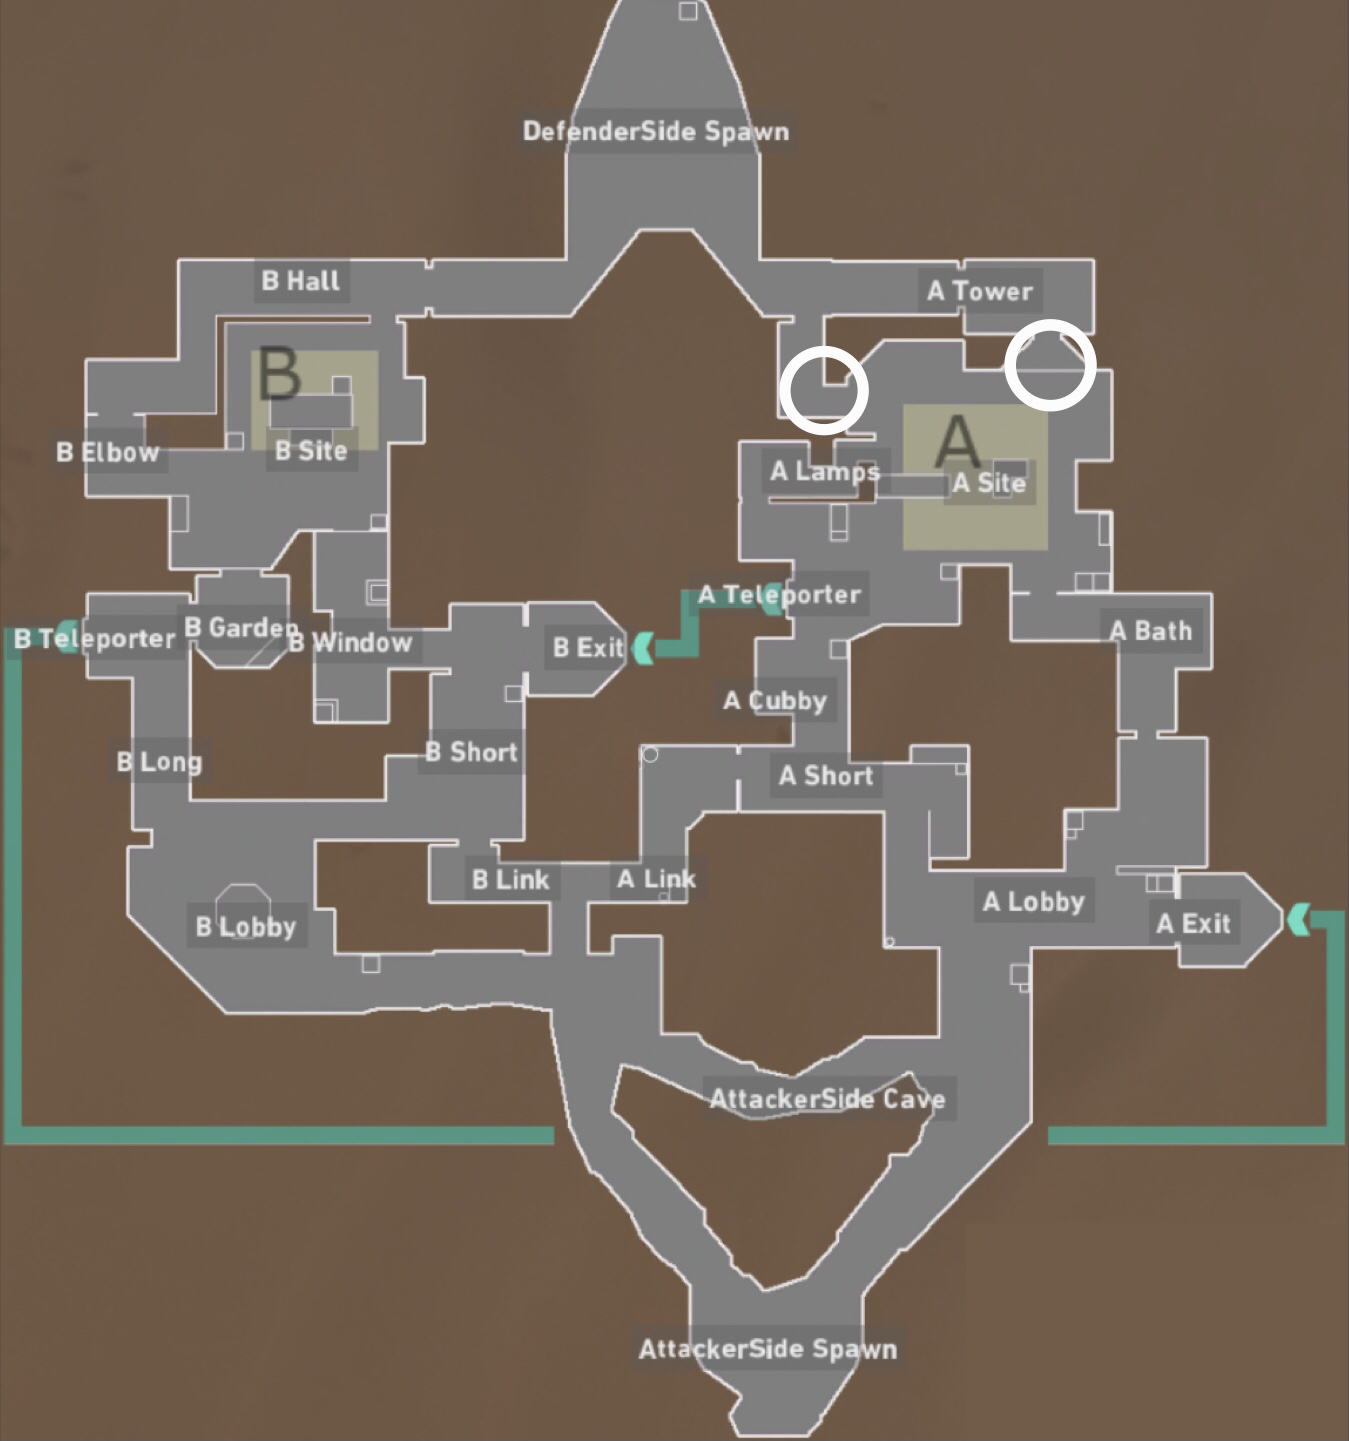 DefenderSide Spawn
B Hall
A Tower
B
A
B Elbow
B Site
A Lamps
A Site
A Teleporter
B Teleporter
B Garden
B Window
B Exit
A Bath
A Cubby
B Long
B Short
A Short
B Link
A Link
A Lobby
B Lobby
A Exit
AttackerSide Cave
AttackerSide Spawn